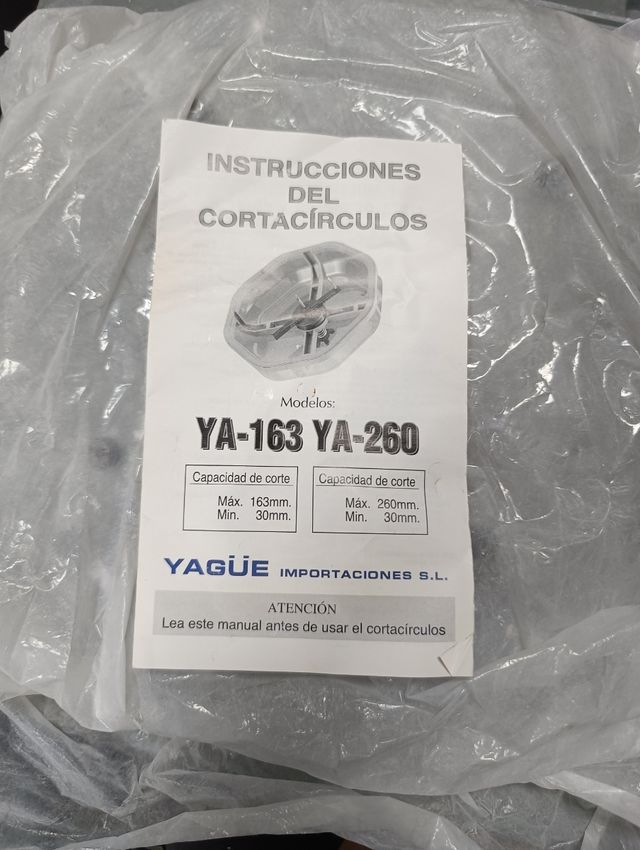 INSTRUCCIONES
DEL
CORTACÍRCULOS
Modelos:
YA-163 YA-260
Capacidad de corte
Máx. 163mm.
Min. 30mm.
Capacidad de corte
Máx. 260mm.
Min. 30mm.
YAGÜE IMPORTACIONES S.L.
ATENCIÓN
Lea este manual antes de usar el cortacírculos